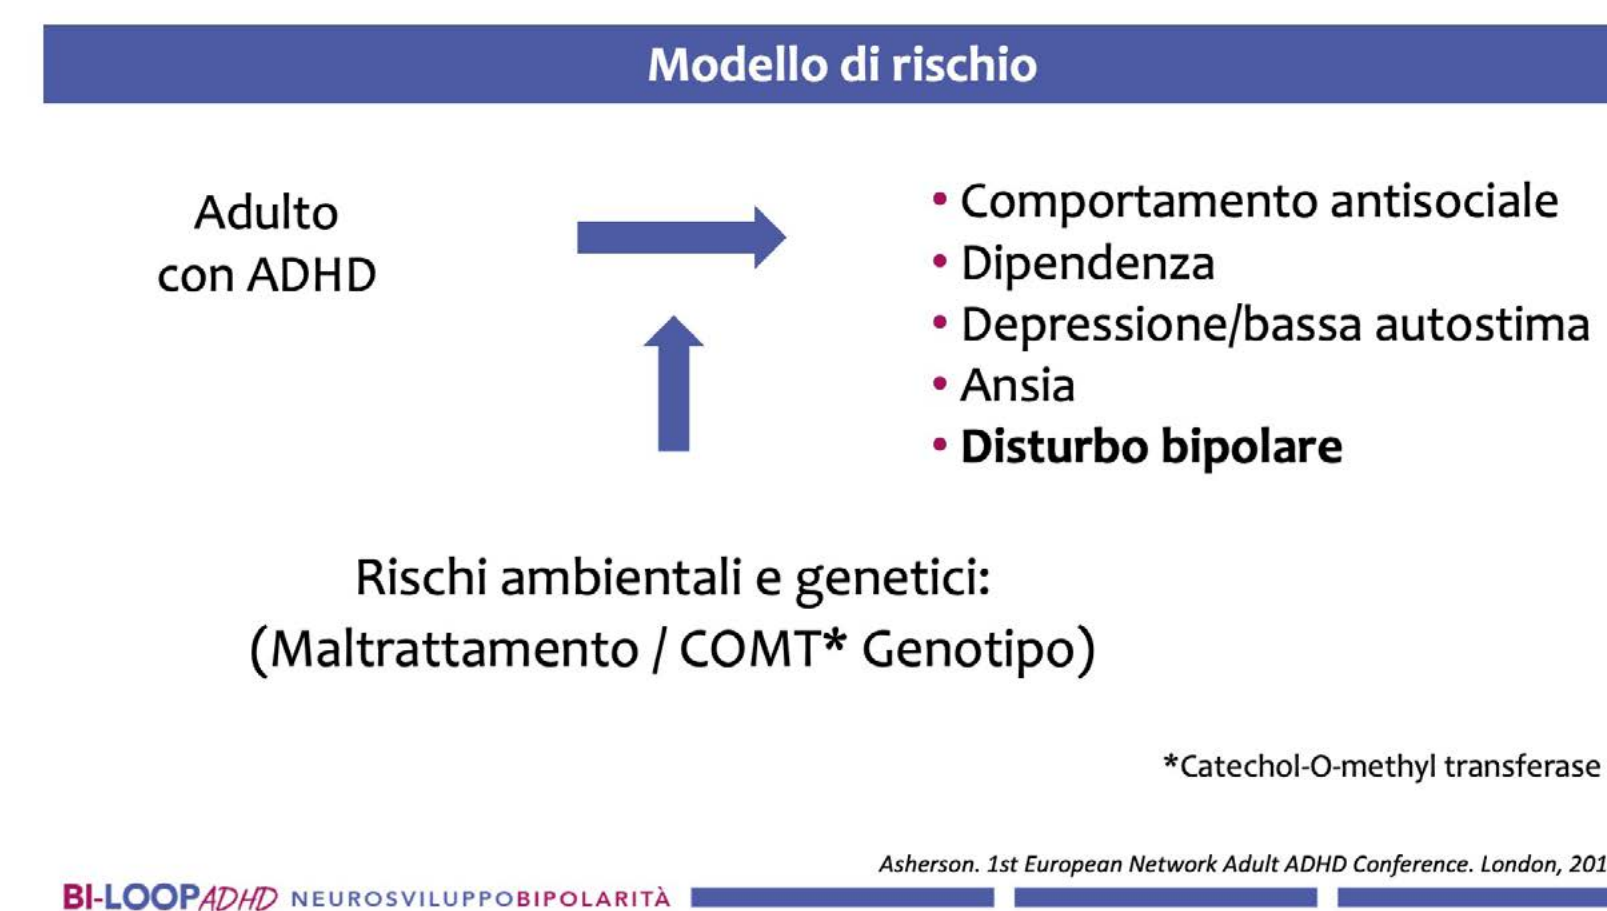 Modello di rischio
Adulto
con ADHD
• Comportamento antisociale
• Dipendenza
• Depressione/bassa autostima
• Ansia
• Disturbo bipolare
Rischi ambientali e genetici:
(Maltrattamento / COMT* Genotipo)
*Catechol-O-methyl transferase
Asherson. 1st European Network Adult ADHD Conference. London, 201
BI-LOOPADHD NEUROSVILUPPOBIPOLARITÀ